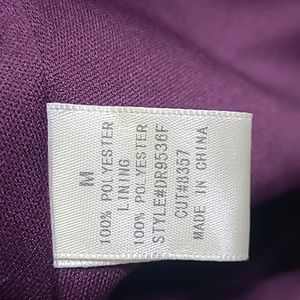 M
100% POLYESTER
LINING
100% POLYESTER
STYLE#DR9536F
CUT#8357
MADE IN CHINA